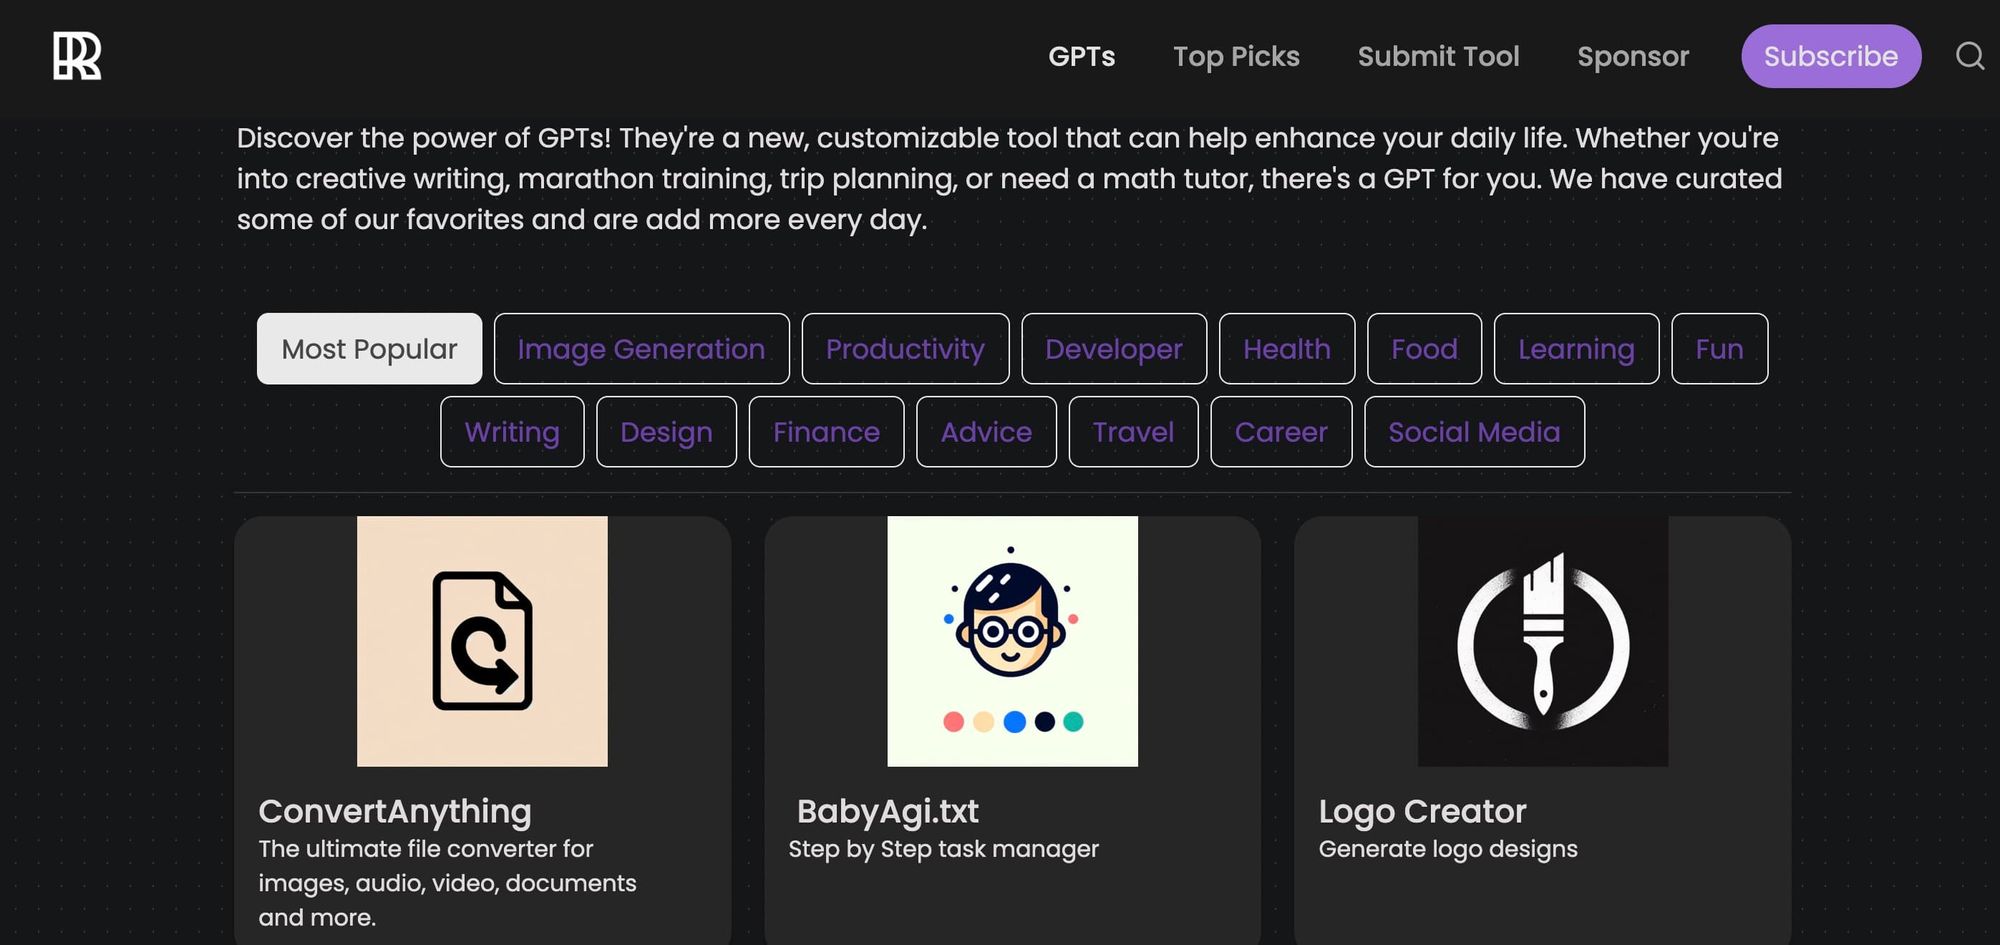 GPTs
Top Picks
Submit Tool
Sponsor
Subscribe
Discover the power of GPTs! They're a new, customizable tool that can help enhance your daily life. Whether you're
into creative writing, marathon training, trip planning, or need a math tutor, there's a GPT for you. We have curated
some of our favorites and are add more every day.
Most Popular
Image Generation
Productivity
Developer
Health
Food
Learning
Fun
Writing
Design
Finance
Advice
Travel
Career
Social Media
ConvertAnything
The ultimate file converter for
images, audio, video, documents
and more.
BabyAgi.txt
Step by Step task manager
Logo Creator
Generate logo designs